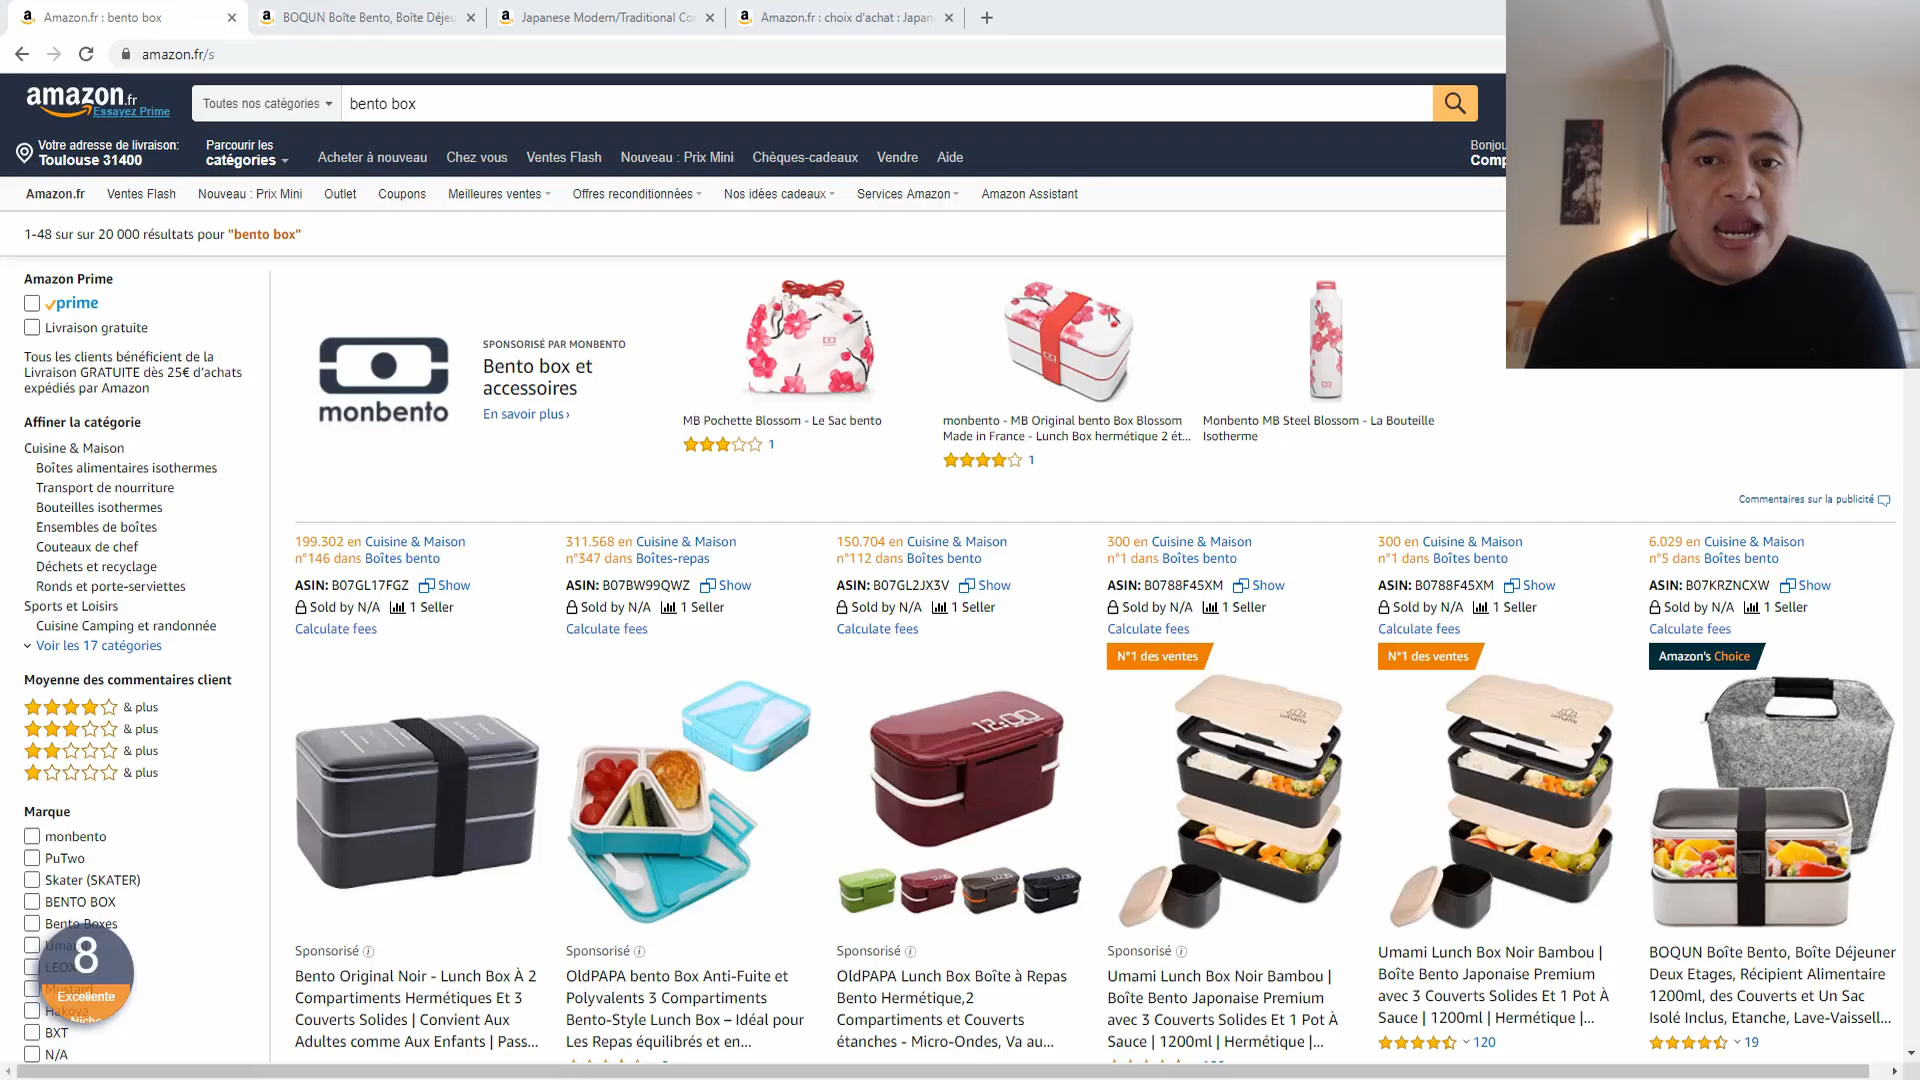 Amazon.fr : bento box
BOQUN Boîte Bento, Boîte Déjeu
Japanese Modern/Traditional Co
Amazon.fr : choix d'achat : Japan
amazon.fr/s
amazon.fr
Essayez Prime
Toutes nos catégories
bento box
Votre adresse de livraison:
Toulouse 31400
Parcourir les
catégories
Acheter à nouveau
Chez vous
Ventes Flash
Nouveau : Prix Mini
Chèques-cadeaux
Vendre
Aide
Bonjou
Comp
Amazon.fr
Ventes Flash
Nouveau : Prix Mini
Outlet
Coupons
Meilleures ventes
Offres reconditionnées
Nos idées cadeaux
Services Amazon
Amazon Assistant
1-48 sur sur 20 000 résultats pour "bento box"
Amazon Prime
prime
Livraison gratuite
Tous les clients bénéficient de la
Livraison GRATUITE dès 25€ d'achats
expédiés par Amazon
Affiner la catégorie
Cuisine & Maison
Boîtes alimentaires isothermes
Transport de nourriture
Bouteilles isothermes
Ensembles de boîtes
Couteaux de chef
Déchets et recyclage
Ronds et porte-serviettes
Sports et Loisirs
Cuisine Camping et randonnée
Voir les 17 catégories
Moyenne des commentaires client
& plus
& plus
& plus
& plus
Marque
monbento
PuTwo
Skater (SKATER)
BENTO BOX
Bento Boxes
Umami
LEOX
Mustard
Hakoya
BXT
N/A
8
Excellente
Niche
monbento
SPONSORISÉ PAR MONBENTO
Bento box et
accessoires
En savoir plus›
MB Pochette Blossom - Le Sac bento
1
monbento - MB Original bento Box Blossom
Made in France - Lunch Box hermétique 2 ét...
1
Monbento MB Steel Blossom - La Bouteille
Isotherme
Commentaires sur la publicité
199.302 en Cuisine & Maison
n°146 dans Boîtes bento
ASIN: B07GL17FGZ Show
Sold by N/A 1 Seller
Calculate fees
Sponsorisé
Bento Original Noir - Lunch Box À 2
Compartiments Hermétiques Et 3
Couverts Solides | Convient Aux
Adultes comme Aux Enfants | Pass...
311.568 en Cuisine & Maison
n°347 dans Boîtes-repas
ASIN: B07BW99QWZ Show
Sold by N/A 1 Seller
Calculate fees
Sponsorisé
OldPAPA bento Box Anti-Fuite et
Polyvalents 3 Compartiments
Bento-Style Lunch Box – Idéal pour
Les Repas équilibrés et en...
150.704 en Cuisine & Maison
n°112 dans Boîtes bento
ASIN: B07GL2JX3V Show
Sold by N/A 1 Seller
Calculate fees
12:00
Sponsorisé
OldPAPA Lunch Box Boîte à Repas
Bento Hermétique,2
Compartiments et Couverts
étanches - Micro-Ondes, Va au...
300 en Cuisine & Maison
n°1 dans Boîtes bento
ASIN: B0788F45XM Show
Sold by N/A 1 Seller
Calculate fees
N°1 des ventes
umami
Sponsorisé
Umami Lunch Box Noir Bambou |
Boîte Bento Japonaise Premium
avec 3 Couverts Solides Et 1 Pot À
Sauce | 1200ml | Hermétique |...
300 en Cuisine & Maison
n°1 dans Boîtes bento
ASIN: B0788F45XM Show
Sold by N/A 1 Seller
Calculate fees
N°1 des ventes
umami
Umami Lunch Box Noir Bambou |
Boîte Bento Japonaise Premium
avec 3 Couverts Solides Et 1 Pot À
Sauce | 1200ml | Hermétique |...
120
6.029 en Cuisine & Maison
n°5 dans Boîtes bento
ASIN: B07KRZNCXW Show
Sold by N/A 1 Seller
Calculate fees
Amazon's Choice
BOQUN Boîte Bento, Boîte Déjeuner
Deux Etages, Récipient Alimentaire
1200ml, des Couverts et Un Sac
Isolé Inclus, Etanche, Lave-Vaissell...
19